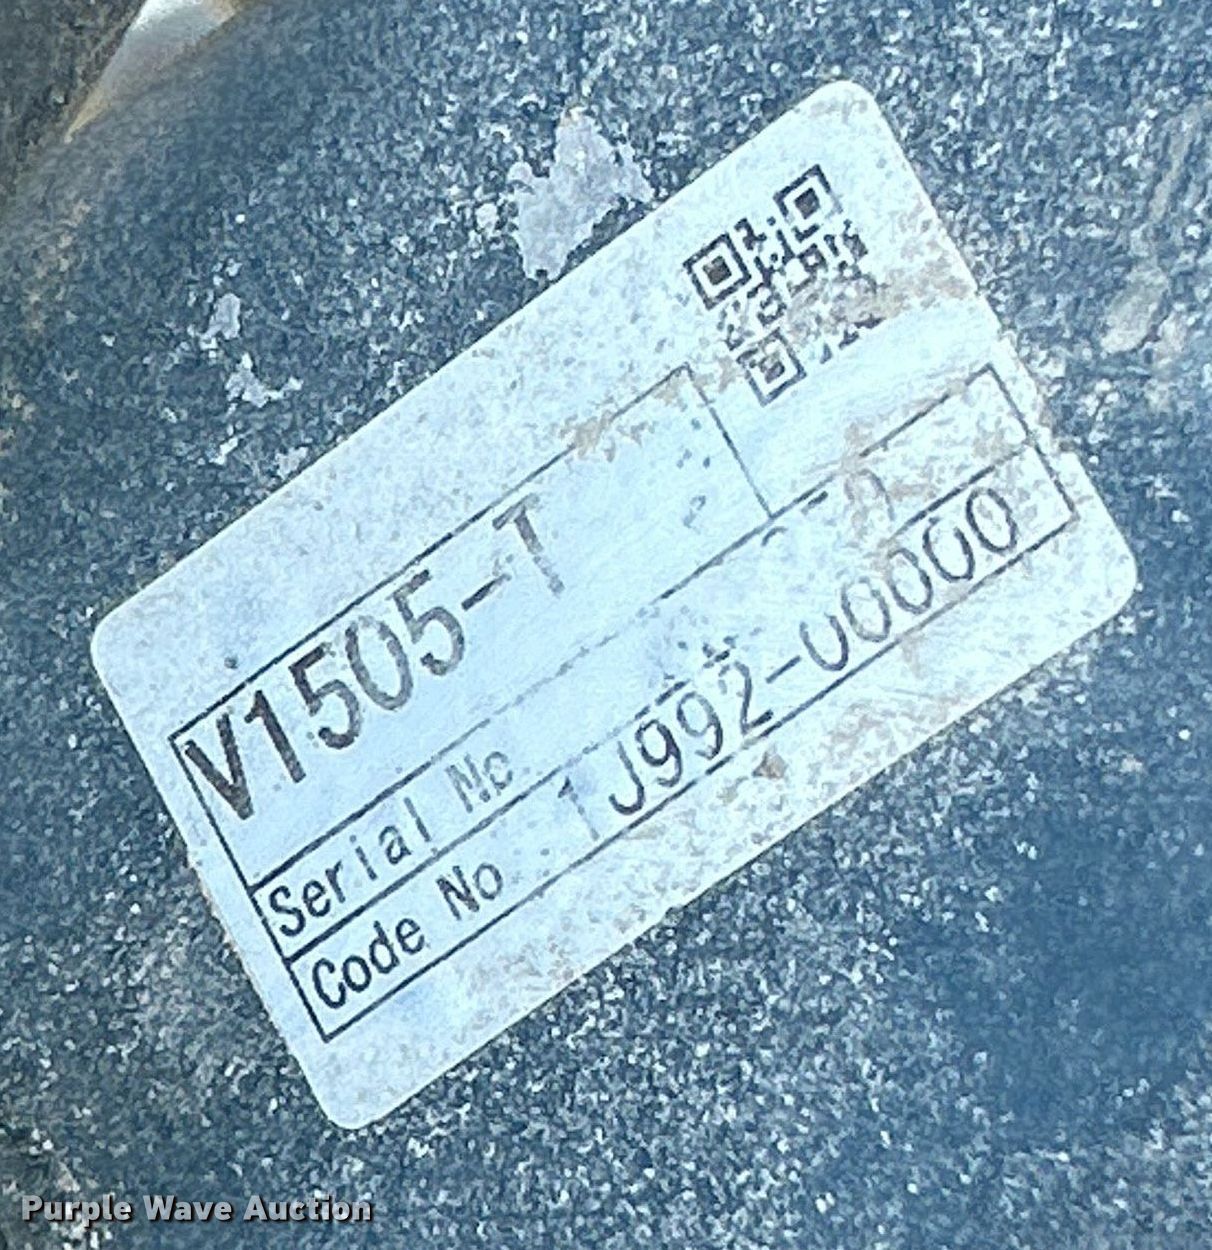 V1505-T
Serial No
Code No 1J992-00000
Purple Wave Auction